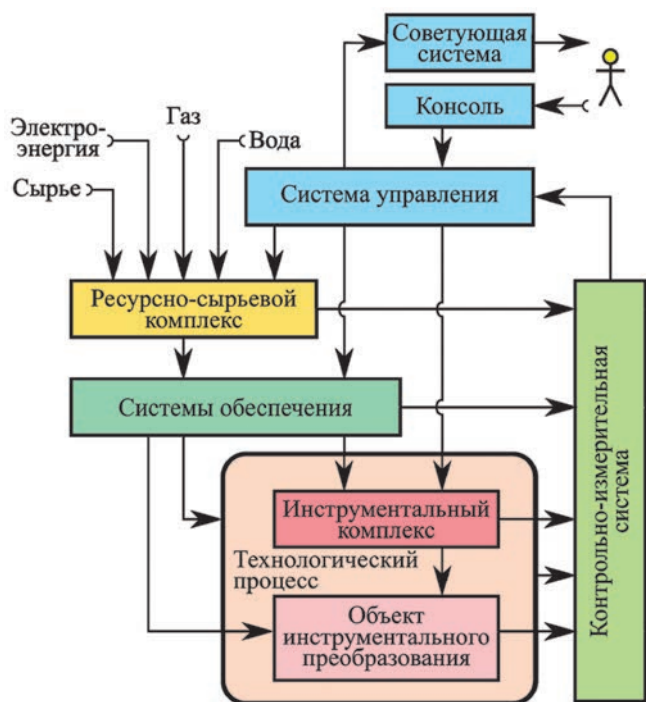 Советующая
система
Консоль
Газ
Электро-
энергия
Вода
Сырье
Система управления
Ресурсно-сырьевой
комплекс
Системы обеспечения
Инструментальный
комплекс
Технологический
процесс
Объект
инструментального
преобразования
Контрольно-измерительная
система